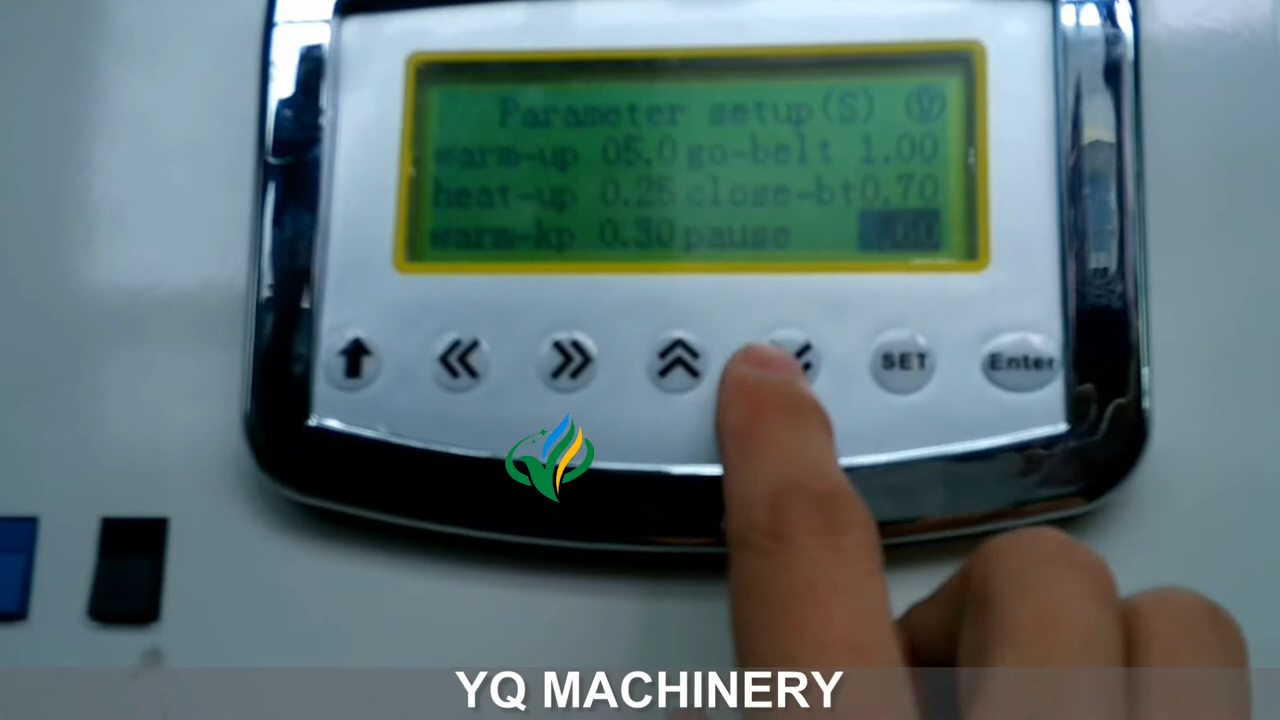 Parameter setup(S)
warm-up 05.0 go-belt 1.00
heat-up 0.25 close-bt 0.70
warm-kp 0.30 pause
SET Enter
YQ MACHINERY